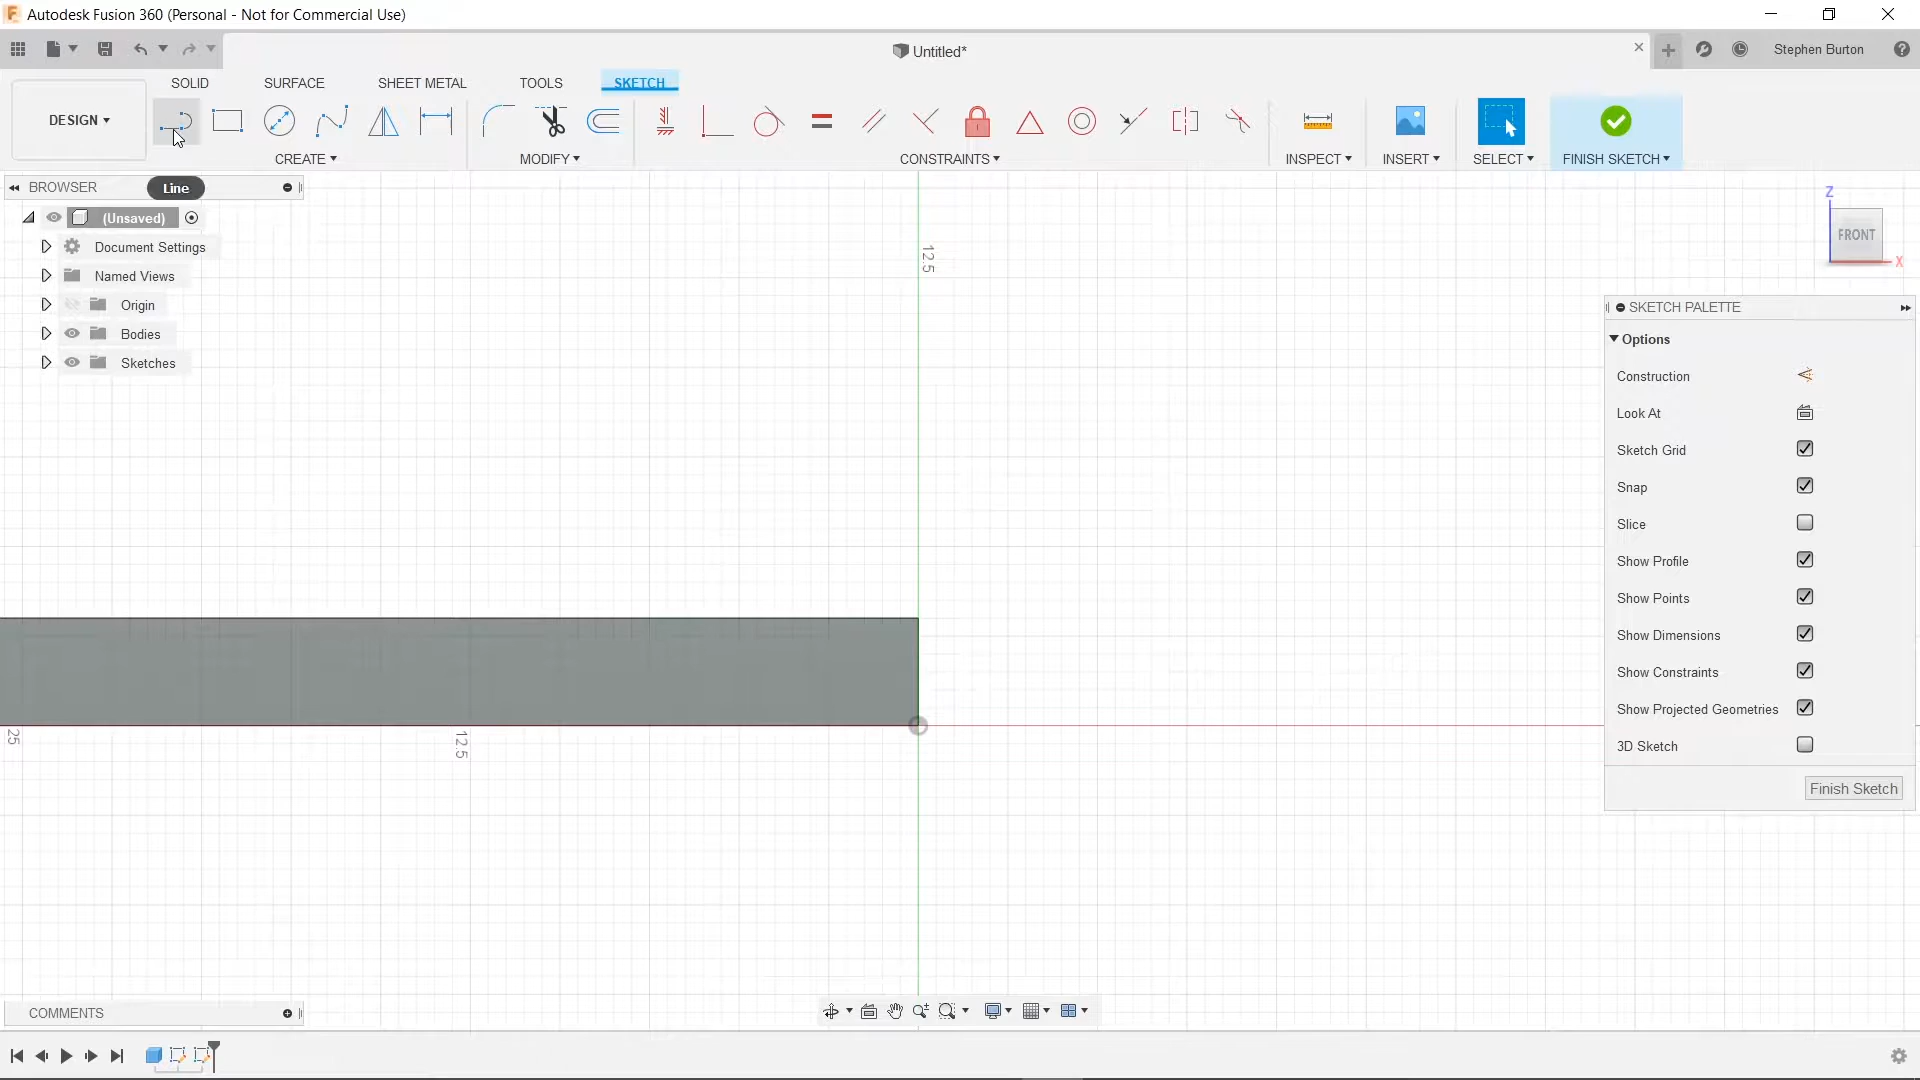 Autodesk Fusion 360 (Personal - Not for Commercial Use)
Untitled*
Stephen Burton
SOLID
SURFACE
SHEET METAL
TOOLS
SKETCH
DESIGN
CREATE
MODIFY
CONSTRAINTS
INSPECT
INSERT
SELECT
FINISH SKETCH
BROWSER
Line
(Unsaved)
Document Settings
Named Views
Origin
Bodies
Sketches
12.5
Z
FRONT
X
SKETCH PALETTE
Options
Construction
Look At
Sketch Grid
Snap
Slice
Show Profile
Show Points
Show Dimensions
Show Constraints
Show Projected Geometries
3D Sketch
Finish Sketch
25
12.5
COMMENTS